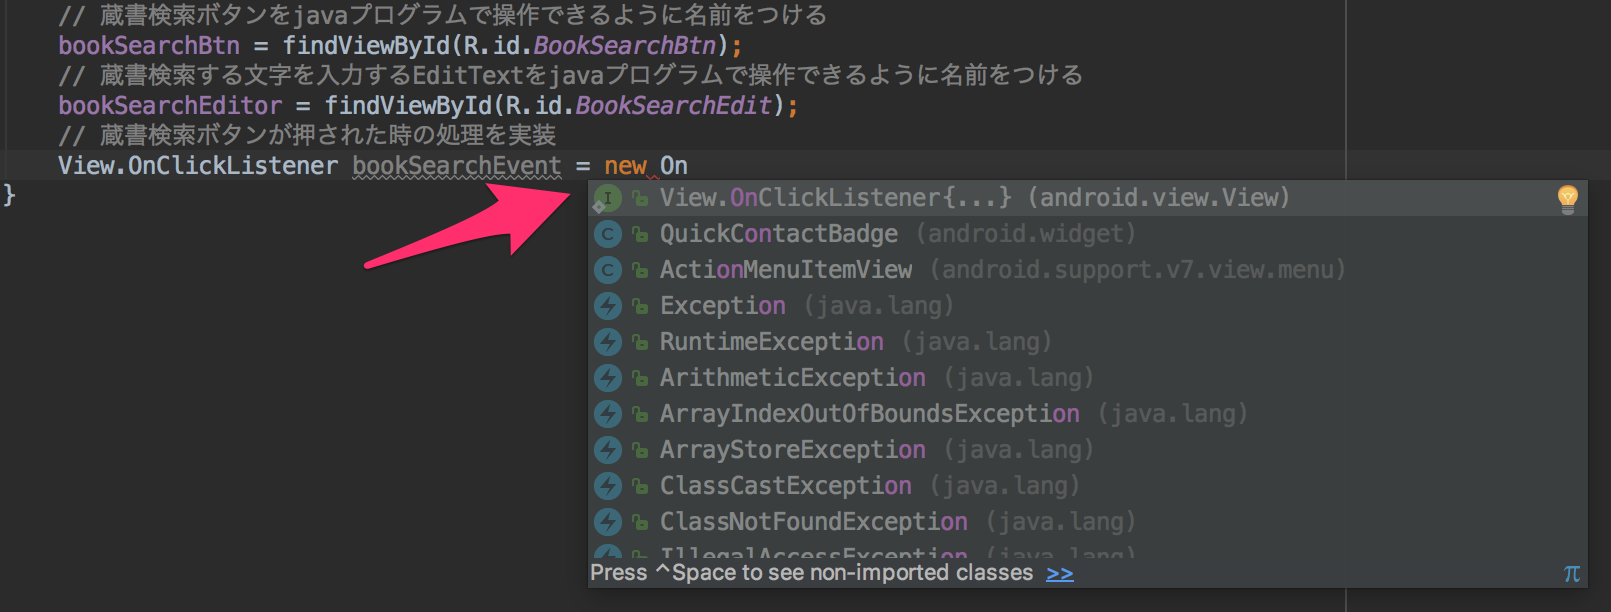 // 蔵書検索ボタンをjavaプログラムで操作できるように名前をつける
bookSearchBtn = findViewById(R.id.BookSearchBtn);
// 蔵書検索する文字を入力するEditTextをjavaプログラムで操作できるように名前をつける
bookSearchEditor = findViewById(R.id.BookSearchEdit);
// 蔵書検索ボタンが押された時の処理を実装
View.OnClickListener bookSearchEvent = new On
}
I View.OnClickListener{...} (android.view.View)
C QuickContactBadge (android.widget)
C ActionMenuItemView (android.support.v7.view.menu)
Exception (java.lang)
RuntimeException (java.lang)
ArithmeticException (java.lang)
ArrayIndexOutOfBoundsException (java.lang)
ArrayStoreException (java.lang)
ClassCastException (java.lang)
ClassNotFoundException (java.lang)
IllegalAccessException (java.lang)
Press ^Space to see non-imported classes >> π